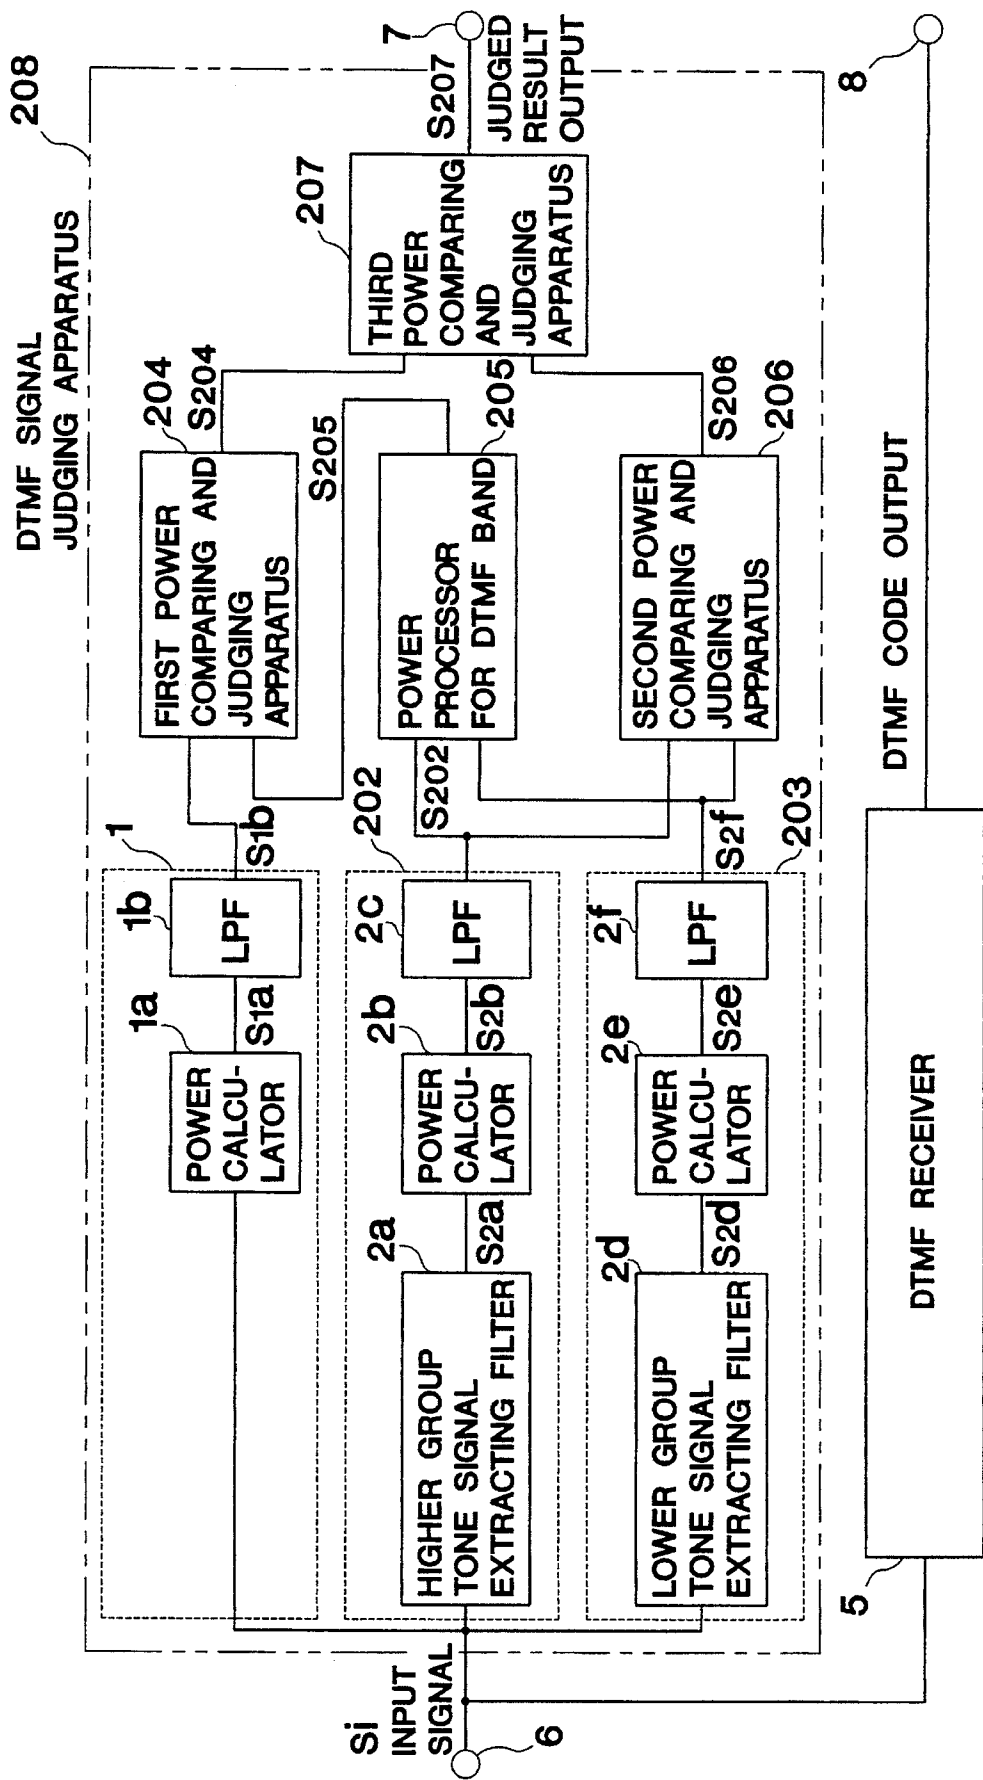 DTMF SIGNAL
JUDGING APPARATUS
208
1
1a
POWER
CALCU-
LATOR
S1a
1b
LPF
S1b
204
FIRST POWER
COMPARING AND
JUDGING
APPARATUS
S204
207
THIRD
POWER
COMPARING
AND
JUDGING
APPARATUS
S207
7
JUDGED
RESULT
OUTPUT
Si
INPUT
SIGNAL
6
2a
HIGHER GROUP
TONE SIGNAL
EXTRACTING FILTER
S2a
2b
POWER
CALCU-
LATOR
S2b
2c
LPF
202
S202
POWER
PROCESSOR
FOR DTMF BAND
205
S205
2d
LOWER GROUP
TONE SIGNAL
EXTRACTING FILTER
S2d
2e
POWER
CALCU-
LATOR
S2e
2f
LPF
S2f
203
SECOND POWER
COMPARING AND
JUDGING
APPARATUS
206
S206
5
DTMF RECEIVER
DTMF CODE OUTPUT
8